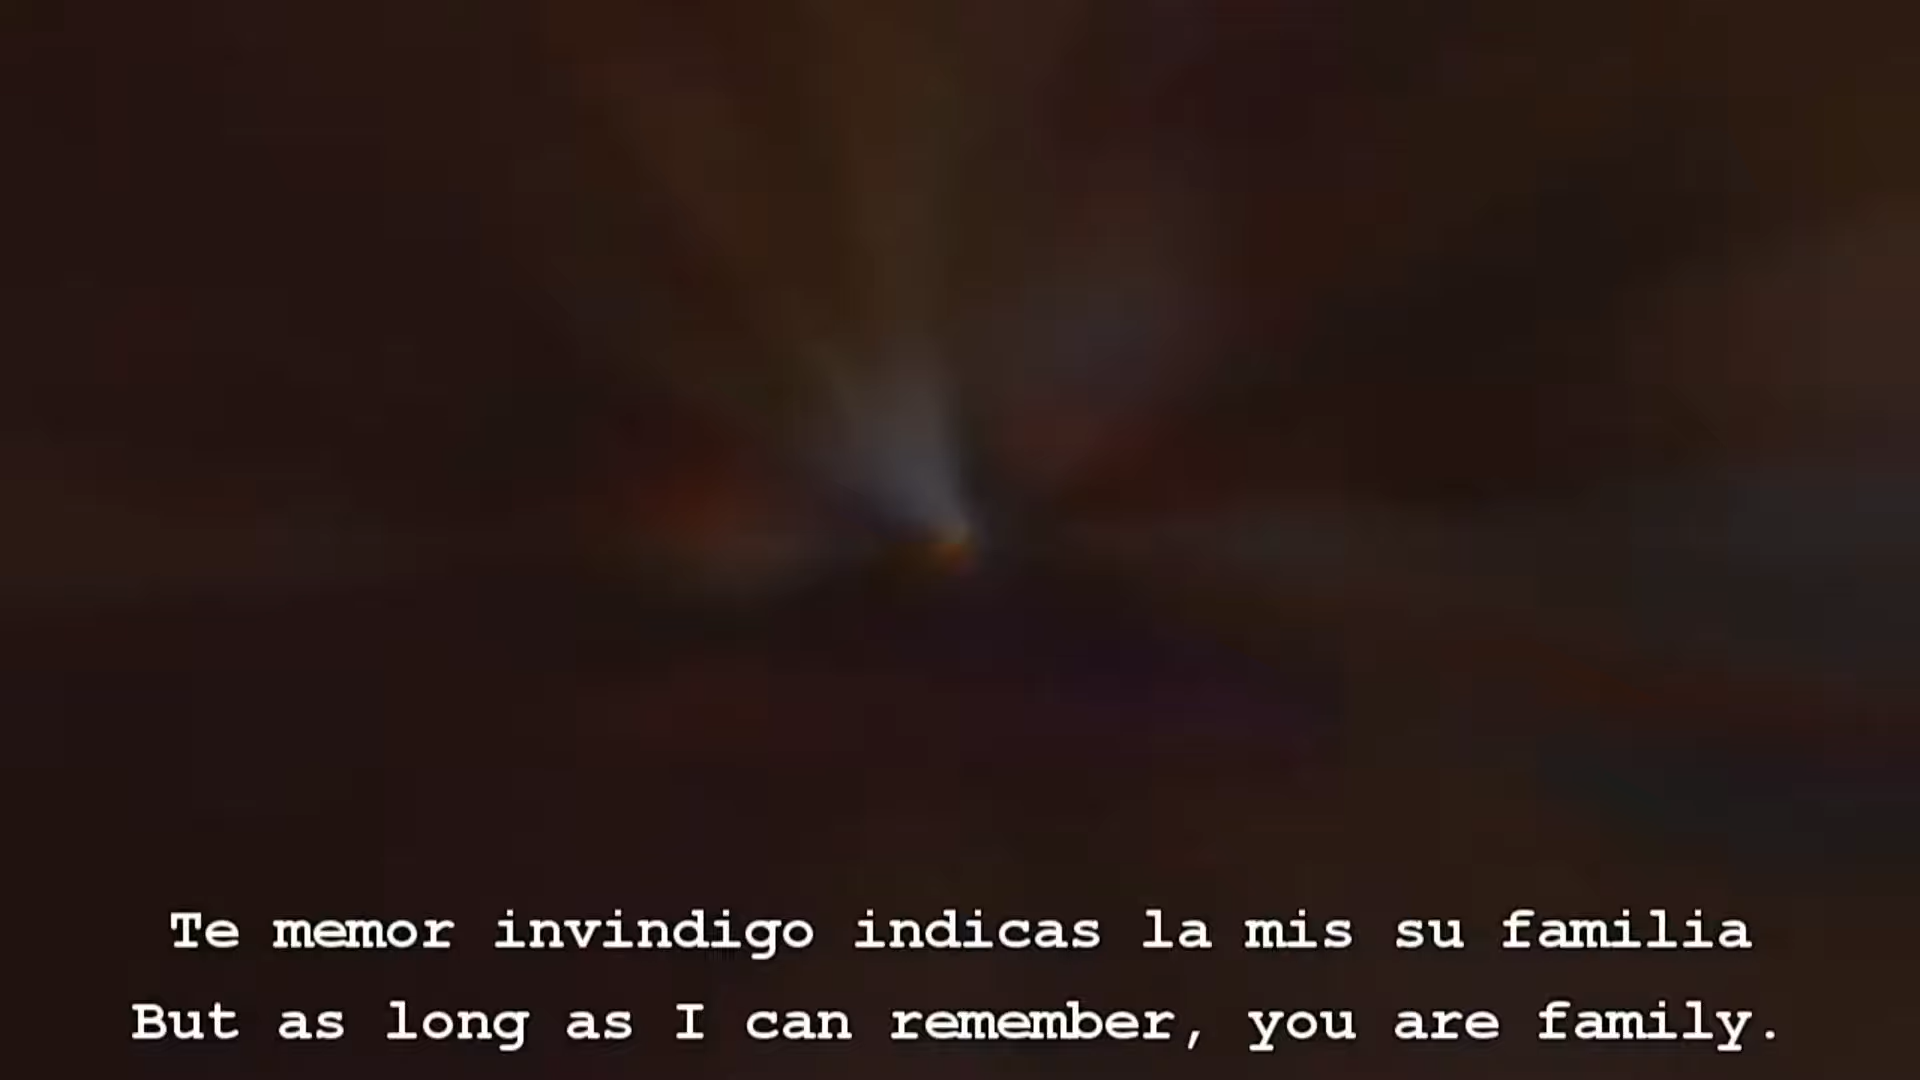 Te memor invindigo indicas la mis su familia
But as long as I can remember, you are family.